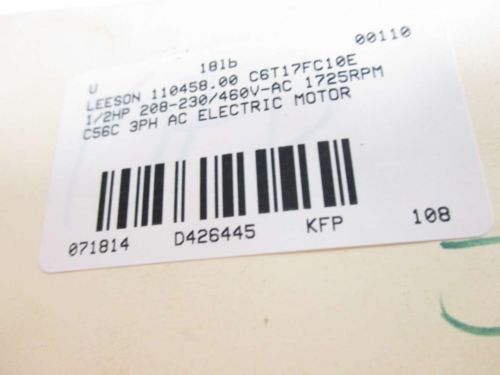 U 181b 00110
LEESON 110458.00 C6T17FC10E
1/2HP 208-230/460V-AC 1725RPM
C56C 3PH AC ELECTRIC MOTOR
071814 D426445 KFP 108